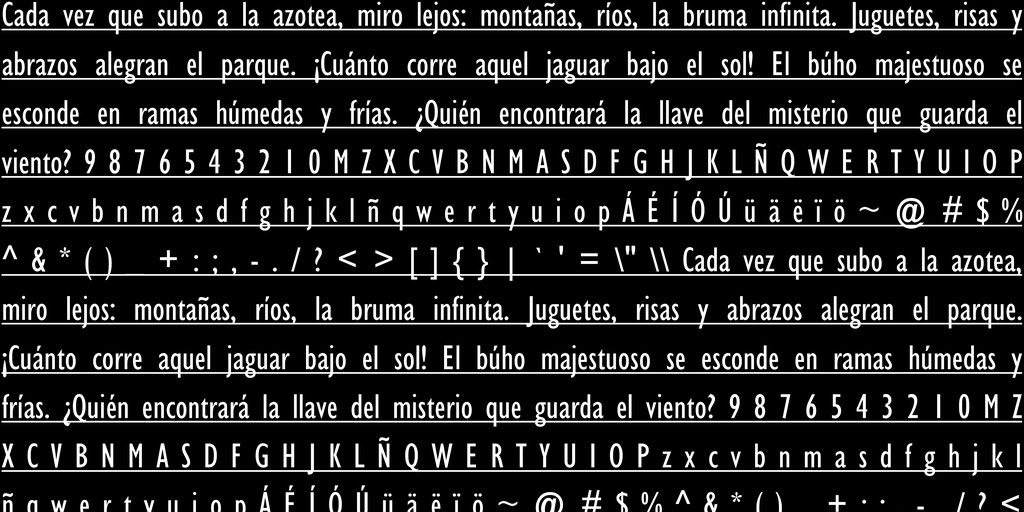 Cada vez que subo a la azotea, miro lejos: montañas, ríos, la bruma infinita. Juguetes, risas y
abrazos alegran el parque. ¡Cuánto corre aquel jaguar bajo el sol! El búho majestuoso se
esconde en ramas húmedas y frías. ¿Quién encontrará la llave del misterio que guarda el
viento? 9 8 7 6 5 4 3 2 1 0 M Z X C V B N M A S D F G H J K L Ñ Q W E R T Y U I O P
z x c v b n m a s d f g h j k l ñ q w e r t y u i o p Á É Í Ó Ú ü ä ë ï ö ~ @ # $ %
^ & * ( ) _ + : ; , - . / ? < > [ ] { } | ` ' = \" \\ Cada vez que subo a la azotea,
miro lejos: montañas, ríos, la bruma infinita. Juguetes, risas y abrazos alegran el parque.
¡Cuánto corre aquel jaguar bajo el sol! El búho majestuoso se esconde en ramas húmedas y
frías. ¿Quién encontrará la llave del misterio que guarda el viento? 9 8 7 6 5 4 3 2 1 0 M Z
X C V B N M A S D F G H J K L Ñ Q W E R T Y U I O P z x c v b n m a s d f g h j k l
ñ q w e r t y u i o p Á É Í Ó Ú ü ä ë ï ö ~ @ # $ % ^ & * ( ) _ + : ; , - . / ? <